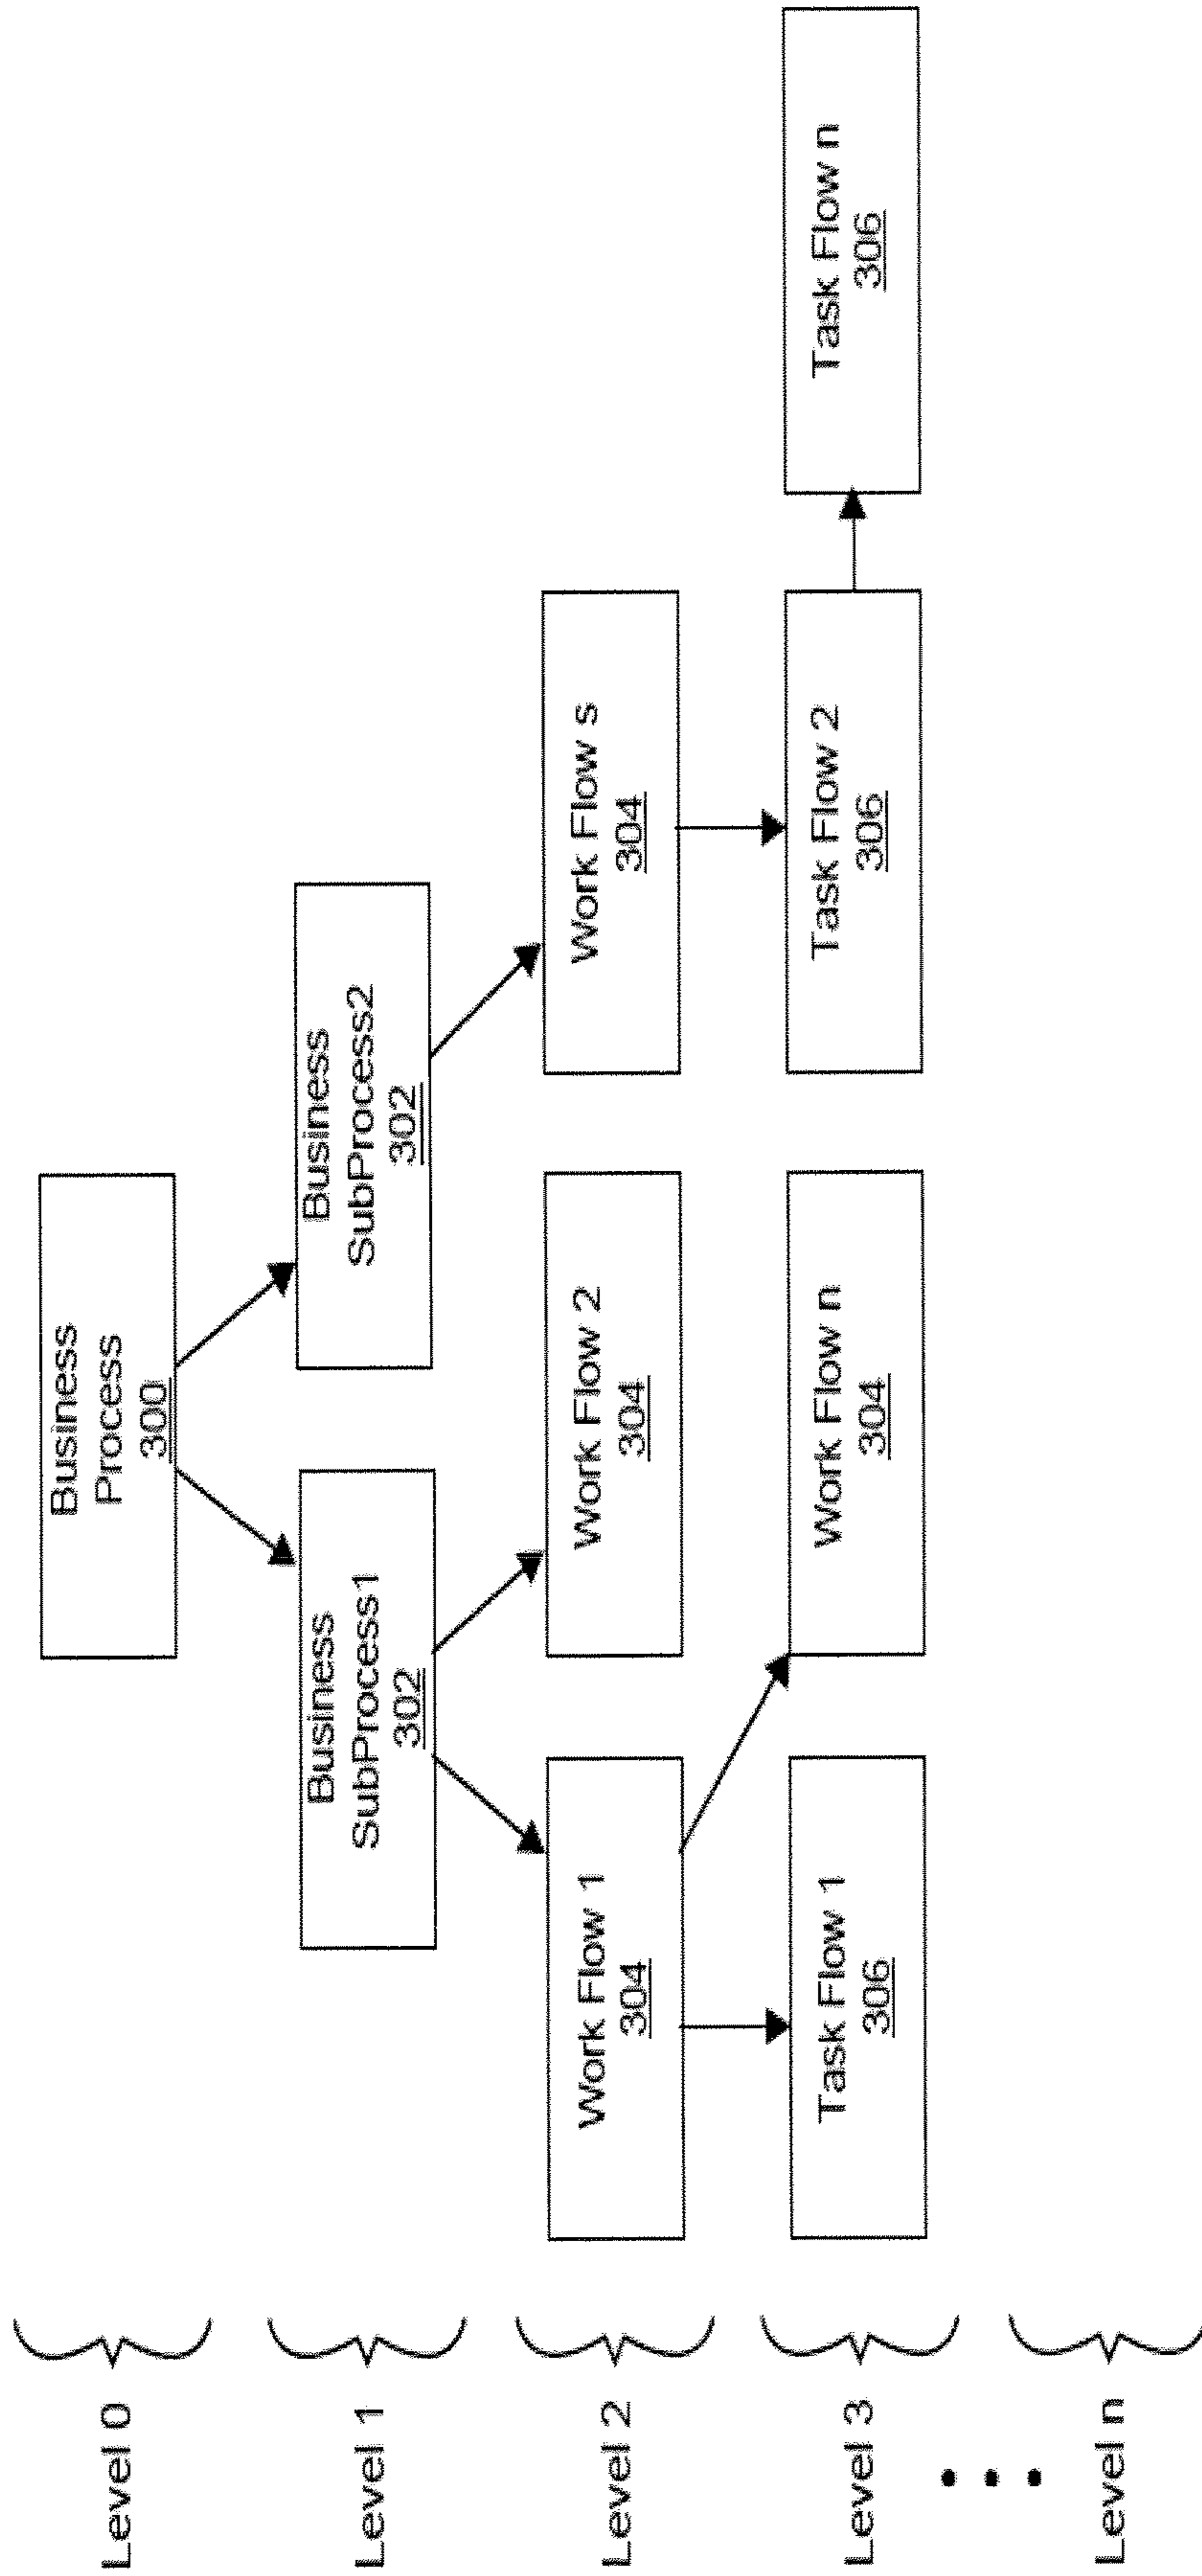 Level 0
Business
Process
300
Level 1
Business
SubProcess1
302
Business
SubProcess2
302
Level 2
Work Flow 1
304
Work Flow 2
304
Work Flow s
304
Level 3
Task Flow 1
306
Work Flow n
304
Task Flow 2
306
Task Flow n
306
Level n